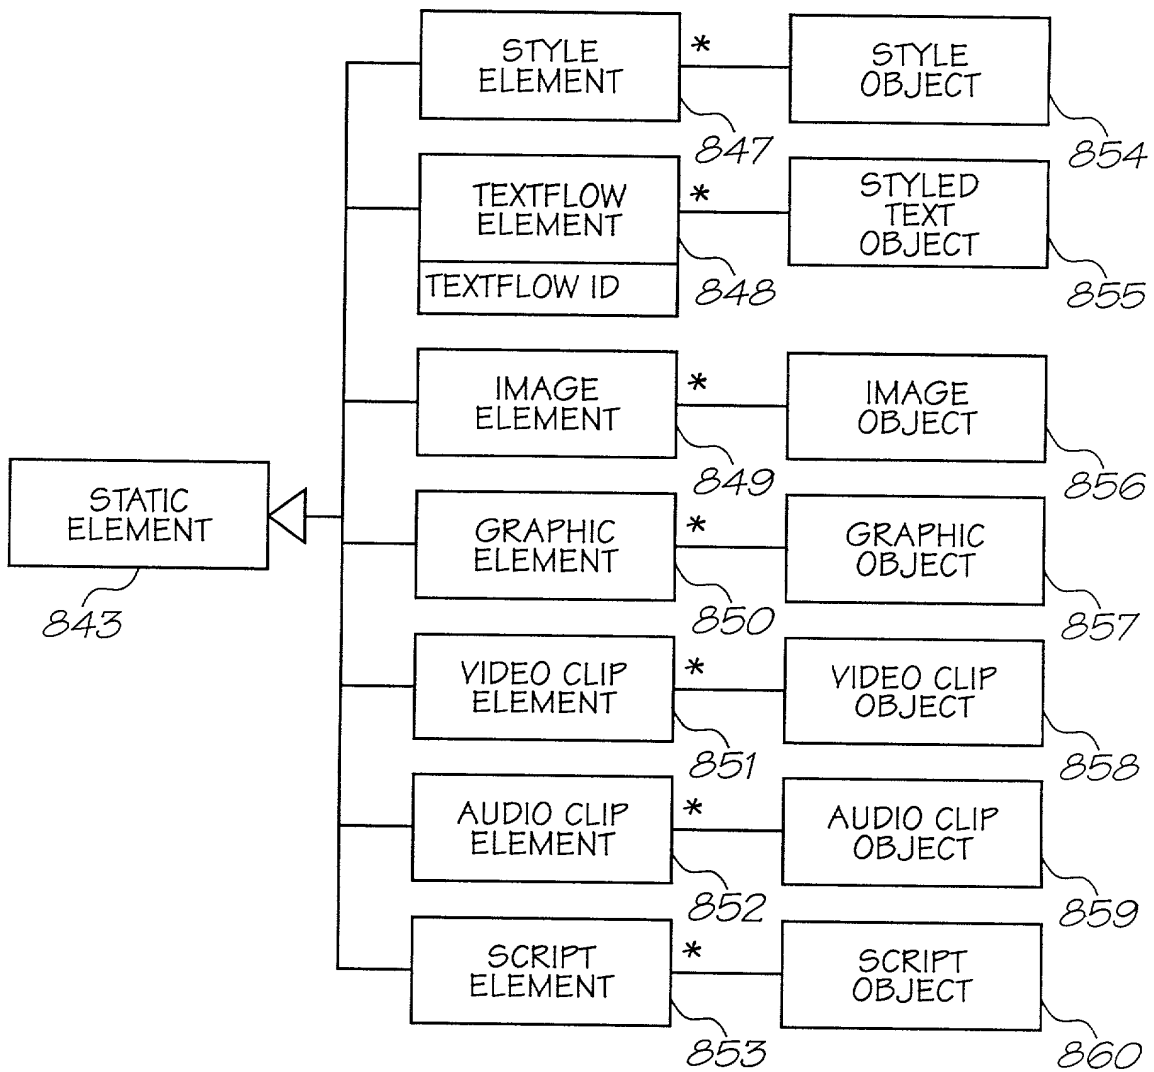 STYLE
ELEMENT
*
847
STYLE
OBJECT
854
TEXTFLOW
ELEMENT
TEXTFLOW ID
*
848
STYLED
TEXT
OBJECT
855
IMAGE
ELEMENT
*
849
IMAGE
OBJECT
856
STATIC
ELEMENT
843
GRAPHIC
ELEMENT
*
850
GRAPHIC
OBJECT
857
VIDEO CLIP
ELEMENT
*
851
VIDEO CLIP
OBJECT
858
AUDIO CLIP
ELEMENT
*
852
AUDIO CLIP
OBJECT
859
SCRIPT
ELEMENT
*
853
SCRIPT
OBJECT
860